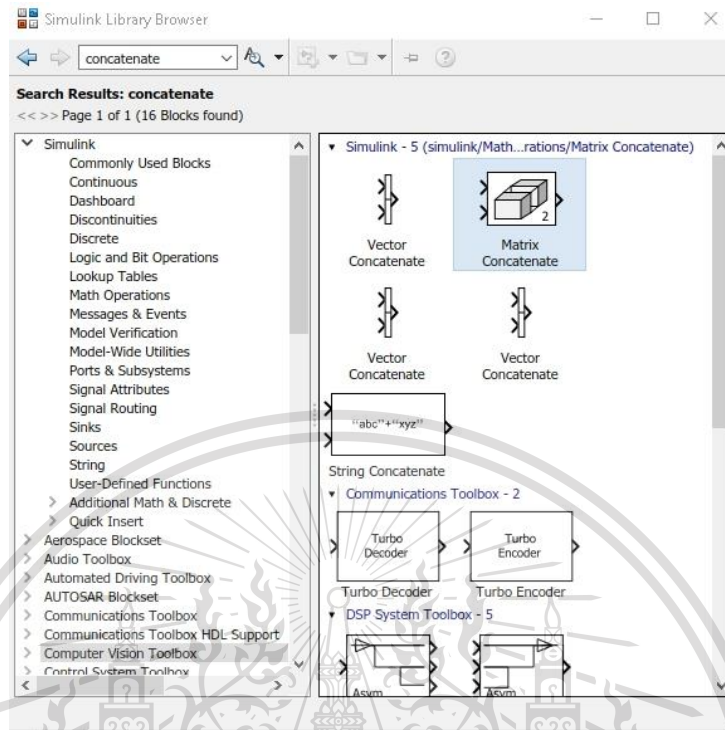 Simulink Library Browser
concatenate
Search Results: concatenate
<< >> Page 1 of 1 (16 Blocks found)
Simulink
Commonly Used Blocks
Continuous
Dashboard
Discontinuities
Discrete
Logic and Bit Operations
Lookup Tables
Math Operations
Messages & Events
Model Verification
Model-Wide Utilities
Ports & Subsystems
Signal Attributes
Signal Routing
Sinks
Sources
String
User-Defined Functions
Additional Math & Discrete
Quick Insert
Aerospace Blockset
Audio Toolbox
Automated Driving Toolbox
AUTOSAR Blockset
Communications Toolbox
Communications Toolbox HDL Support
Computer Vision Toolbox
Control System Toolbox
Simulink - 5 (simulink/Math...rations/Matrix Concatenate)
2
Vector
Concatenate
Matrix
Concatenate
Vector
Concatenate
Vector
Concatenate
"abc"+"xyz"
String Concatenate
Communications Toolbox - 2
Turbo
Decoder
Turbo
Encoder
Turbo Decoder
Turbo Encoder
DSP System Toolbox - 5
Asym
Asym